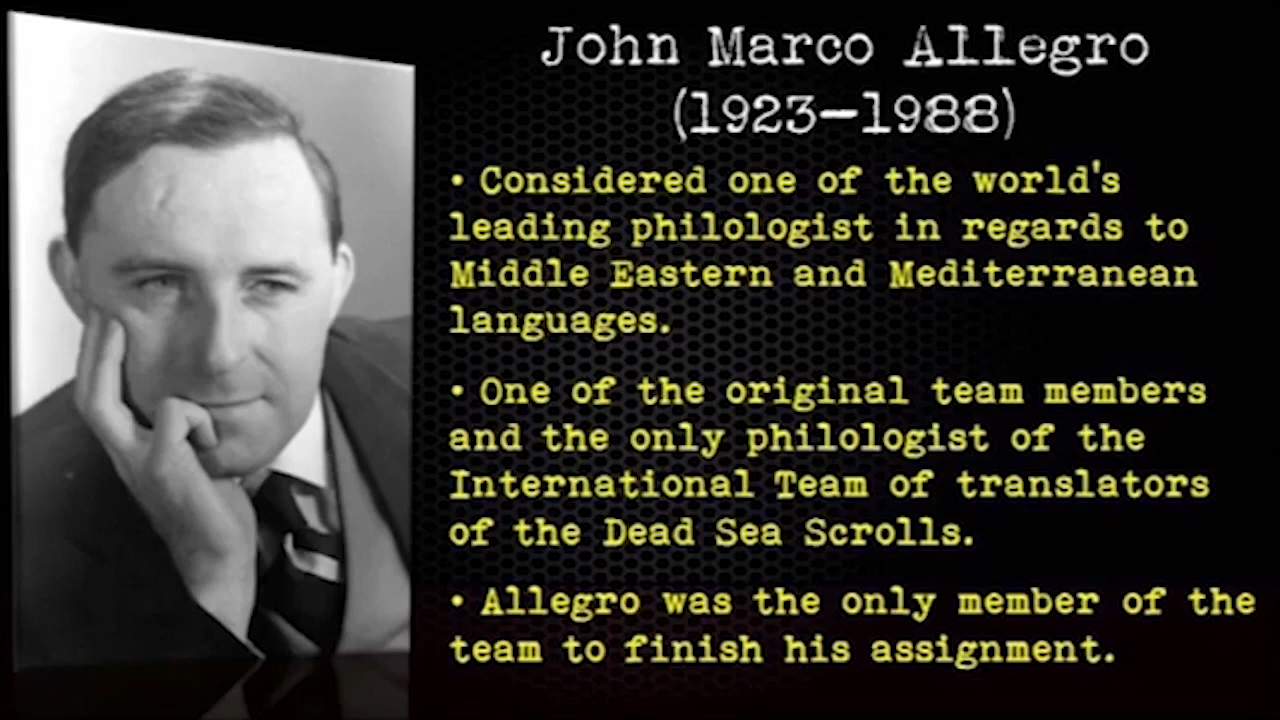 John Marco Allegro
(1923—1988)
• Considered one of the world's
leading philologist in regards to
Middle Eastern and Mediterranean
languages.
• One of the original team members
and the only philologist of the
International Team of translators
of the Dead Sea Scrolls.
• Allegro was the only member of the
team to finish his assignment.